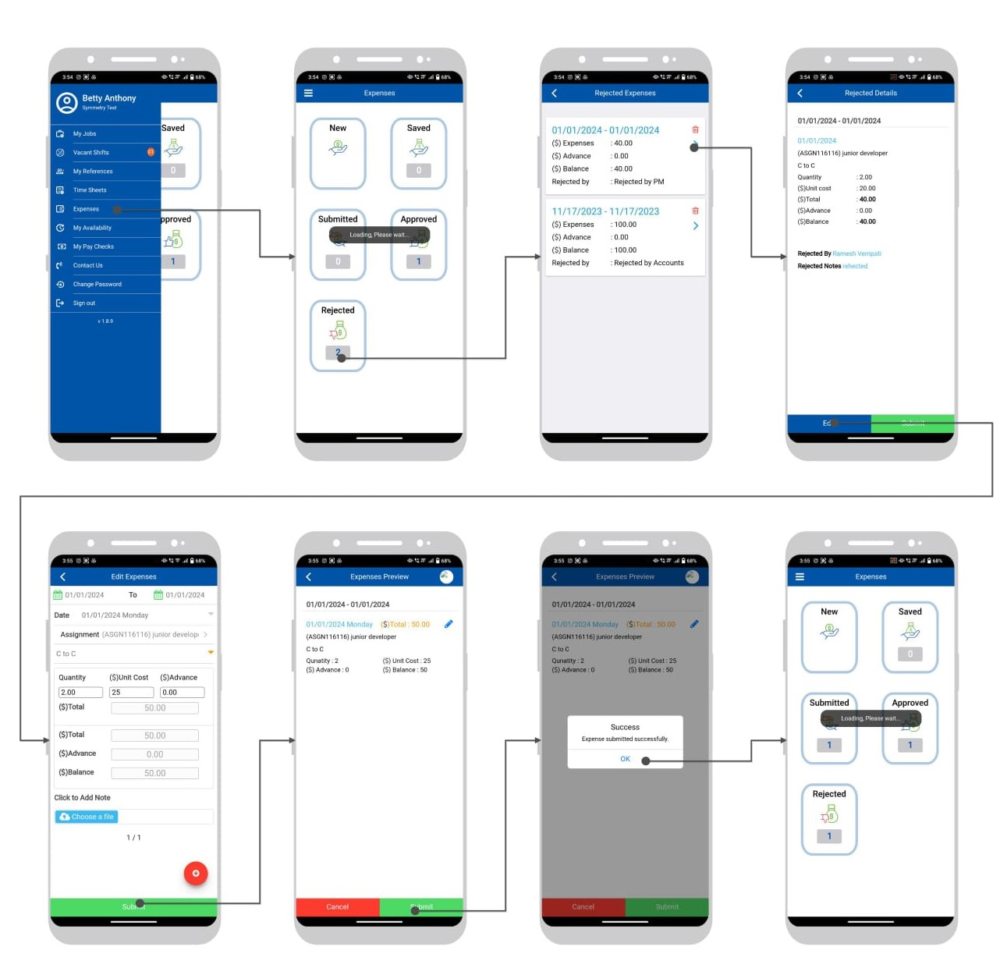 3:54
68%
Betty Anthony
Symmetry Test
My Jobs
Vacant Shifts 01
My References
Time Sheets
Expenses
My Availability
My Pay Checks
Contact Us
Change Password
Sign out
v 1.8.9
Saved
0
1
3:54
68%
Expenses
New Saved
0
Submitted Approved
Loading, Please wait...
0 1
Rejected
2
3:54
68%
Rejected Expenses
01/01/2024 - 01/01/2024
($) Expenses : 40.00
($) Advance : 0.00
($) Balance : 40.00
Rejected by : Rejected by PM
11/17/2023 - 11/17/2023
($) Expenses : 100.00
($) Advance : 0.00
($) Balance : 100.00
Rejected by : Rejected by Accounts
3:54
68%
Rejected Details
01/01/2024 - 01/01/2024
01/01/2024
(ASGN116116) junior developer
C to C
Quantity : 2.00
($)Unit cost : 20.00
($)Total : 40.00
($)Advance : 0.00
($)Balance : 40.00
Rejected By Ramesh Vempati
Rejected Notes rehected
Submit
3:55
68%
Edit Expenses
01/01/2024 To 01/01/2024
Date 01/01/2024 Monday
Assignment (ASGN116116) junior develop
C to C
Quantity ($)Unit Cost ($)Advance
2.00 25 0.00
($)Total 50.00
($)Total 50.00
($)Advance 0.00
($)Balance 50.00
Click to Add Note
Choose a file
1 / 1
Submit
3:55
68%
Expenses Preview
01/01/2024 - 01/01/2024
01/01/2024 Monday ($)Total : 50.00
(ASGN116116) junior developer
C to C
Qunatity : 2 ($) Unit Cost : 25
($) Advance : 0 ($) Balance : 50
Cancel Submit
3:55
68%
Expenses Preview
01/01/2024 - 01/01/2024
01/01/2024 Monday ($)Total : 50.00
(ASGN116116) junior developer
C to C
Qunatity : 2 ($) Unit Cost : 25
($) Advance : 0 ($) Balance : 50
Success
Expense submitted successfully.
OK
Cancel Submit
3:55
68%
Expenses
New Saved
0
Submitted Approved
Loading, Please wait...
1 1
Rejected
1